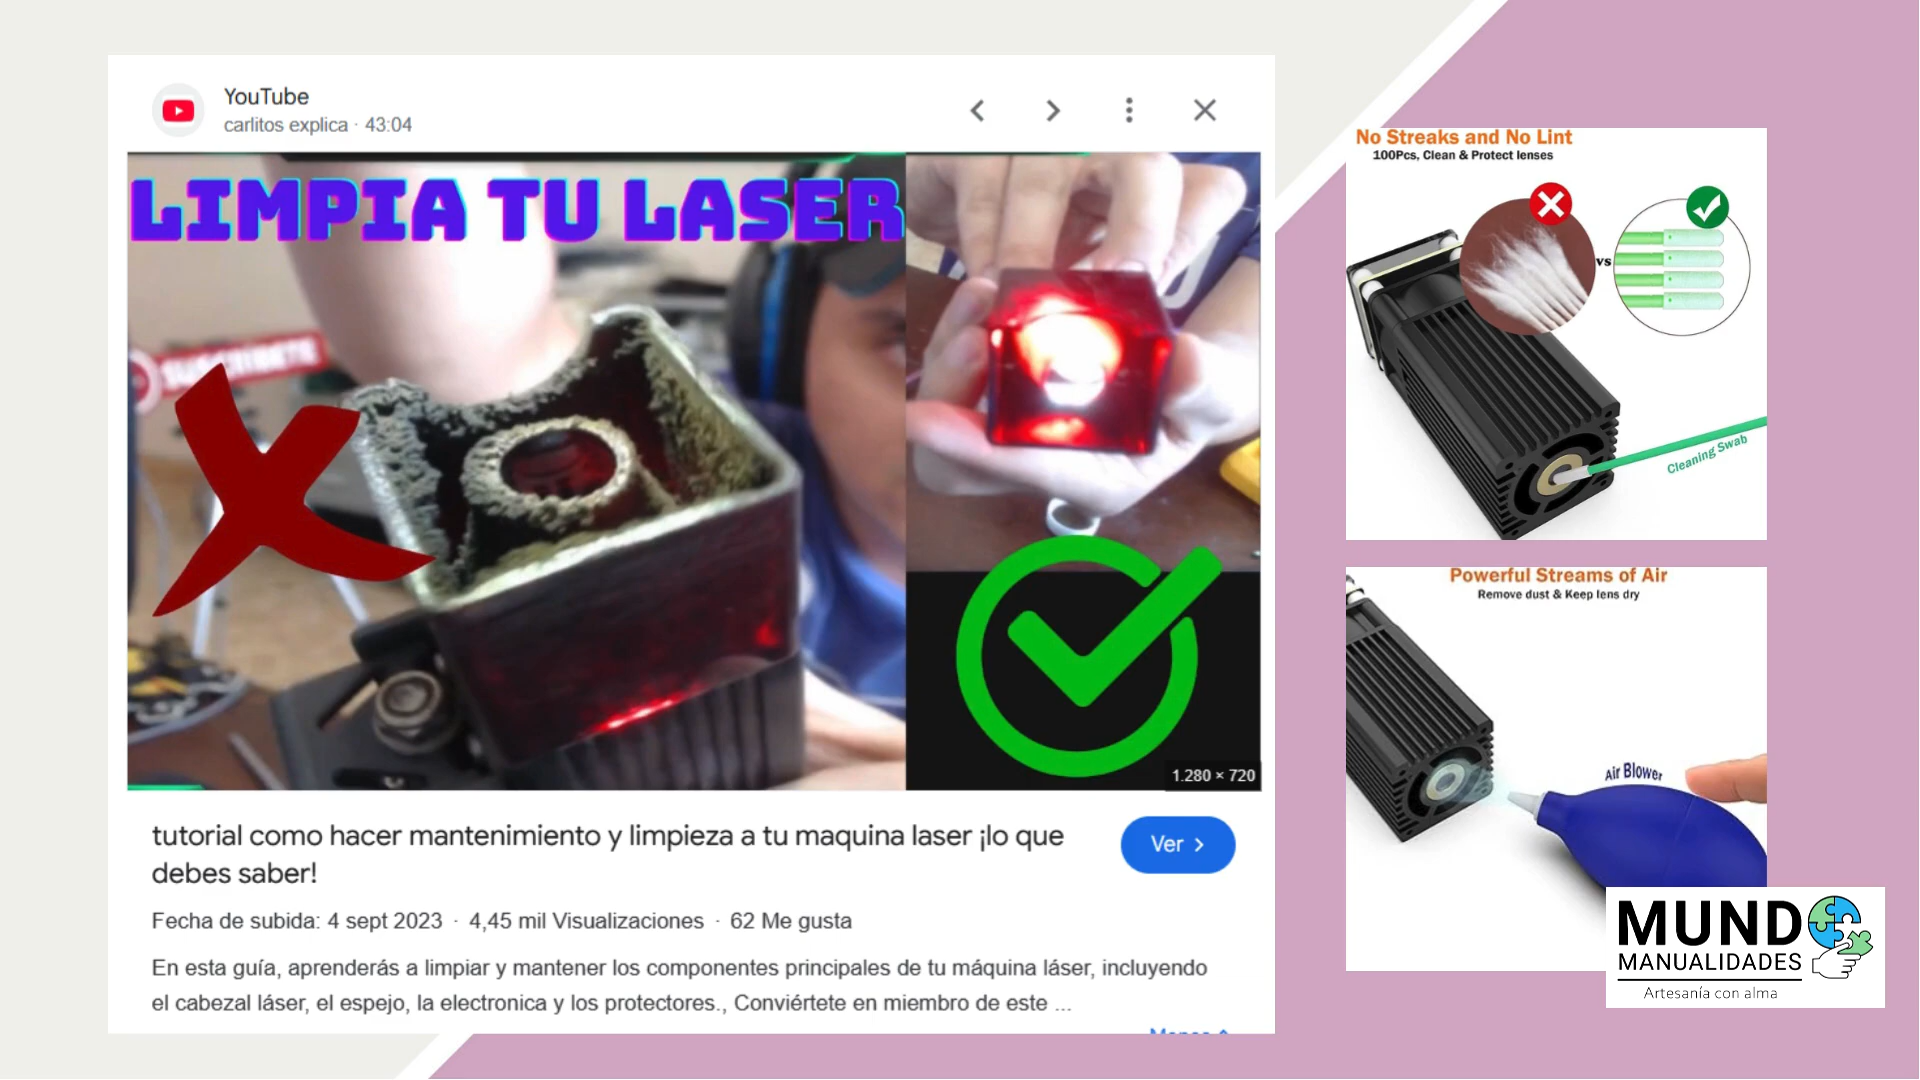 YouTube
carlitos explica · 43:04
LIMPIA TU LASER
SUSCRIBETE
1.280 × 720
tutorial como hacer mantenimiento y limpieza a tu maquina laser ¡lo que
debes saber!
Ver
Fecha de subida: 4 sept 2023 · 4,45 mil Visualizaciones · 62 Me gusta
En esta guía, aprenderás a limpiar y mantener los componentes principales de tu máquina láser, incluyendo
el cabezal láser, el espejo, la electronica y los protectores., Conviértete en miembro de este ...
No Streaks and No Lint
100Pcs, Clean & Protect lenses
vs
Cleaning Swab
Powerful Streams of Air
Remove dust & Keep lens dry
Air Blower
MUNDO
MANUALIDADES
Artesanía con alma